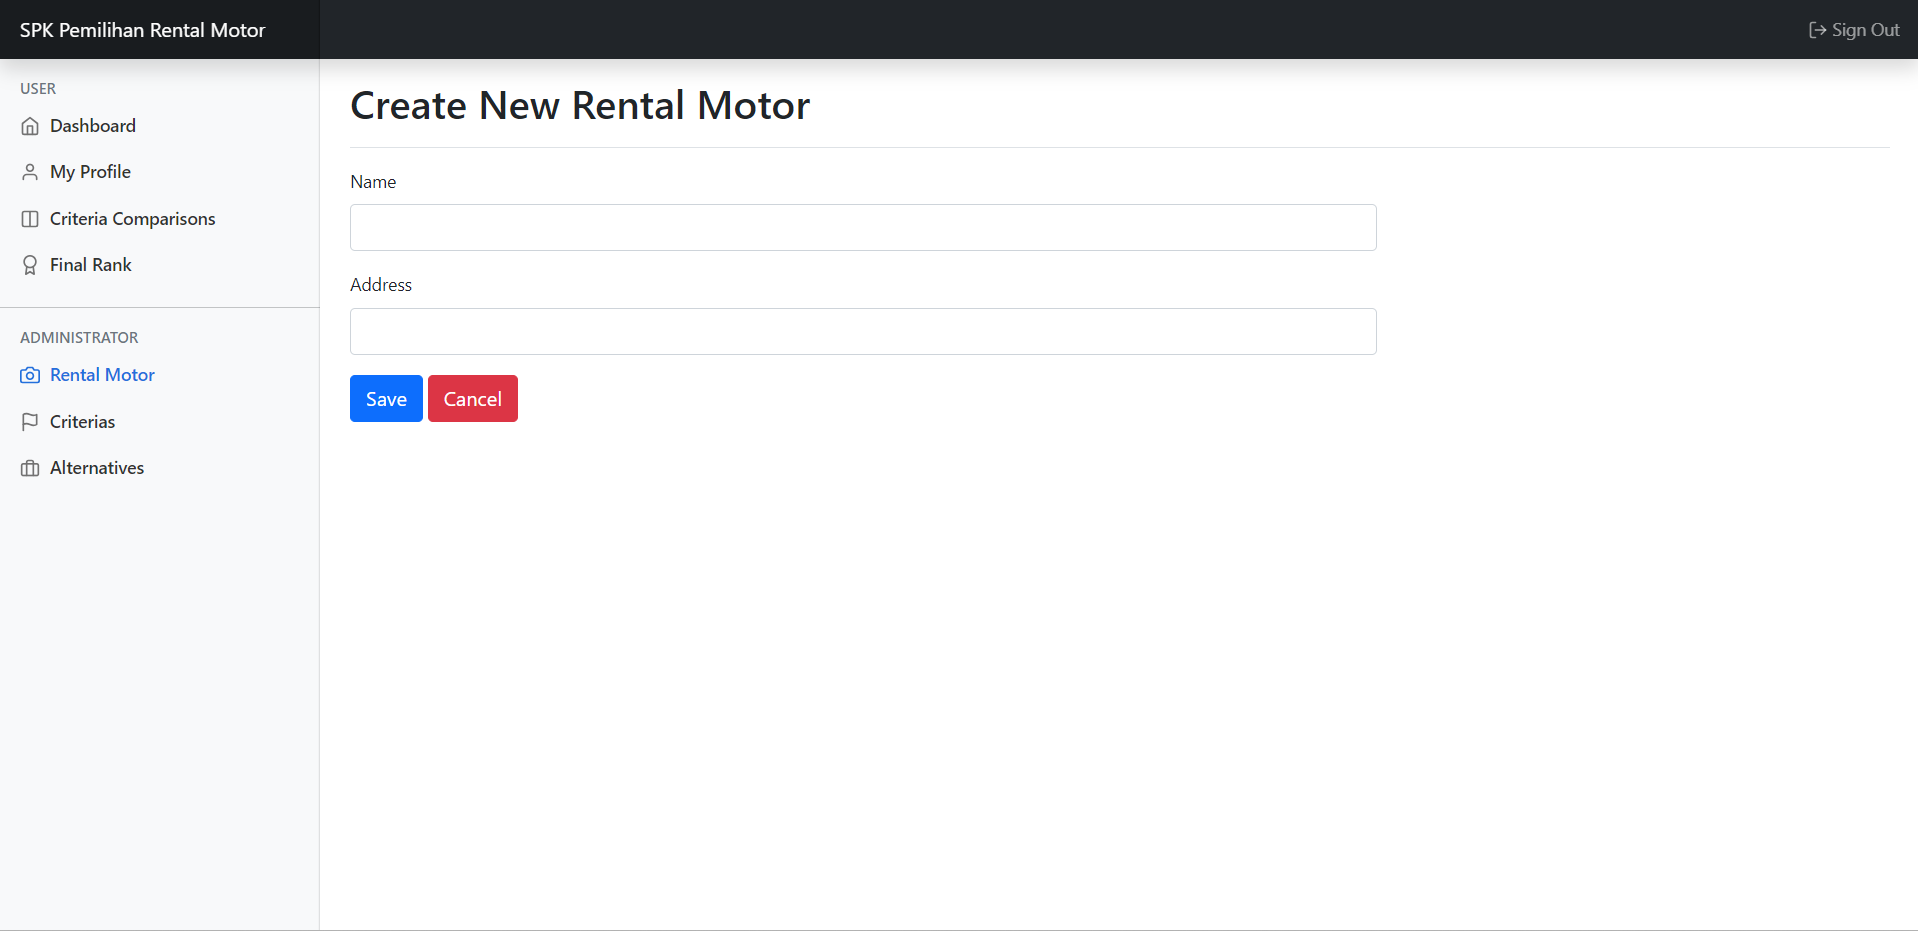 SPK Pemilihan Rental Motor
Sign Out
USER
Dashboard
My Profile
Criteria Comparisons
Final Rank
ADMINISTRATOR
Rental Motor
Criterias
Alternatives
Create New Rental Motor
Name
Address
Save Cancel